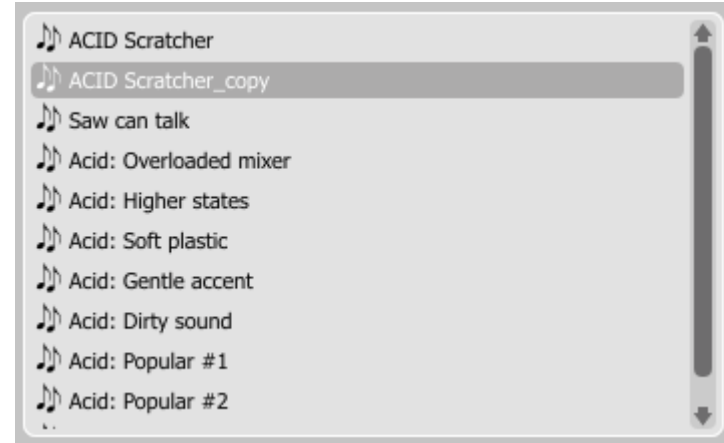 ACID Scratcher
ACID Scratcher_copy
Saw can talk
Acid: Overloaded mixer
Acid: Higher states
Acid: Soft plastic
Acid: Gentle accent
Acid: Dirty sound
Acid: Popular #1
Acid: Popular #2